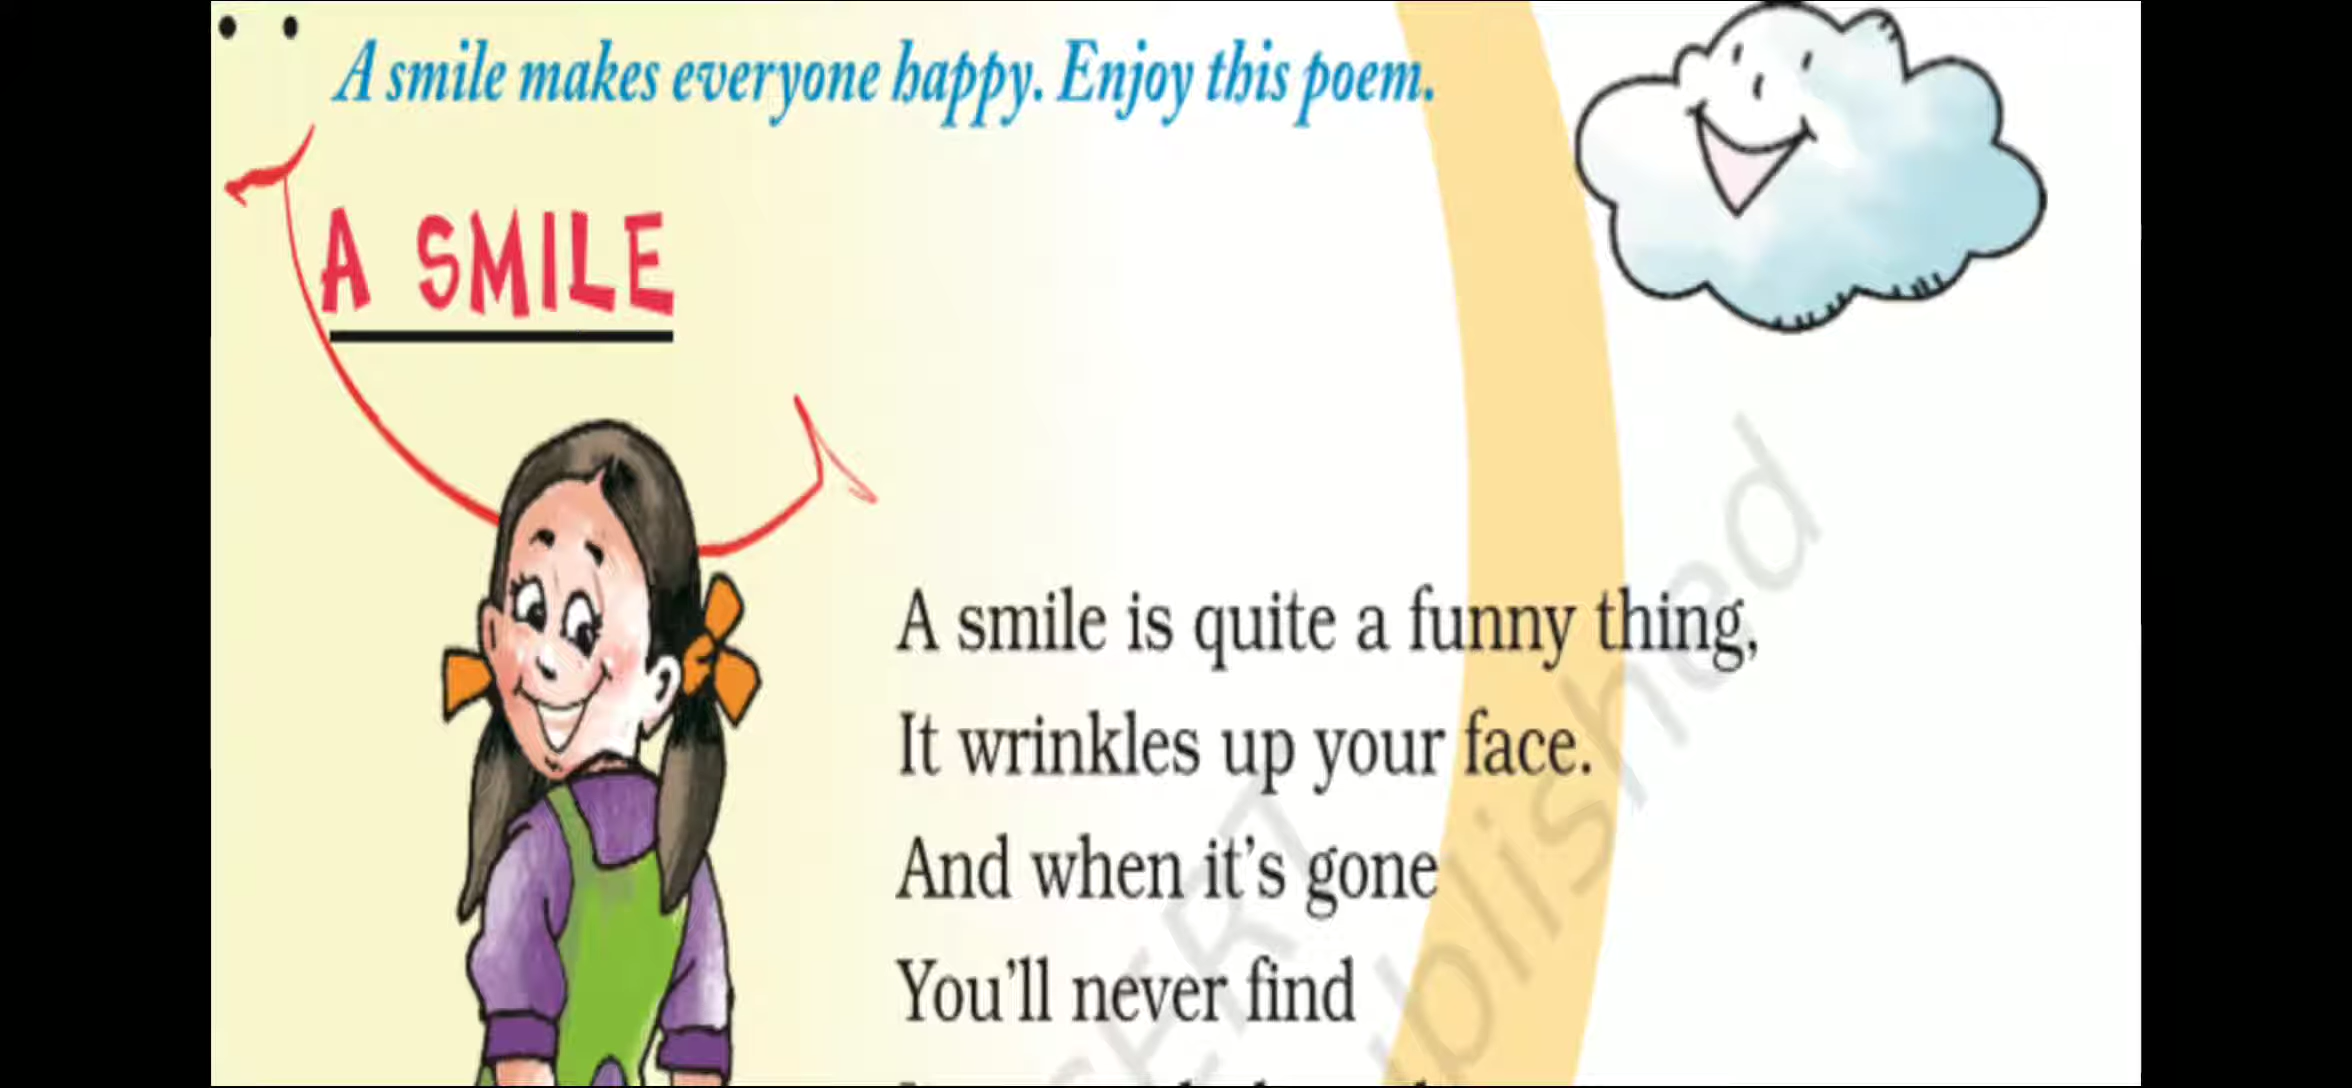 A smile makes everyone happy. Enjoy this poem.
A SMILE
A smile is quite a funny thing,
It wrinkles up your face.
And when it's gone
You'll never find